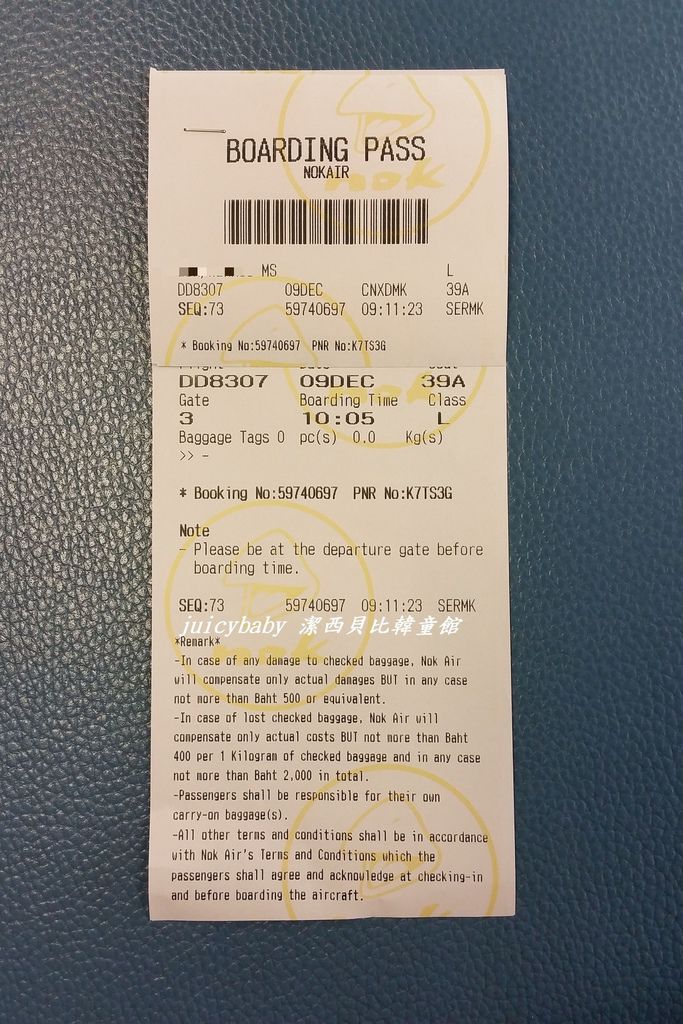 BOARDING PASS
NOKAIR
MS L
DD8307 09DEC CNXDMK 39A
SEQ:73 59740697 09:11:23 SERMK
* Booking No:59740697 PNR No:K7TS3G
DD8307 09DEC 39A
Gate Boarding Time Class
3 10:05 L
Baggage Tags 0 pc(s) 0.0 Kg(s)
>> -
* Booking No:59740697 PNR No:K7TS3G
Note
- Please be at the departure gate before
boarding time.
SEQ:73 59740697 09:11:23 SERMK
juicybaby 潔西貝比韓童館
*Remark*
-In case of any damage to checked baggage, Nok Air
will compensate only actual damages BUT in any case
not more than Baht 500 or equivalent.
-In case of lost checked baggage, Nok Air will
compensate only actual costs BUT not more than Baht
400 per 1 Kilogram of checked baggage and in any case
not more than Baht 2,000 in total.
-Passengers shall be responsible for their own
carry-on baggage(s).
-All other terms and conditions shall be in accordance
with Nok Air's Terms and Conditions which the
passengers shall agree and acknowledge at checking-in
and before boarding the aircraft.